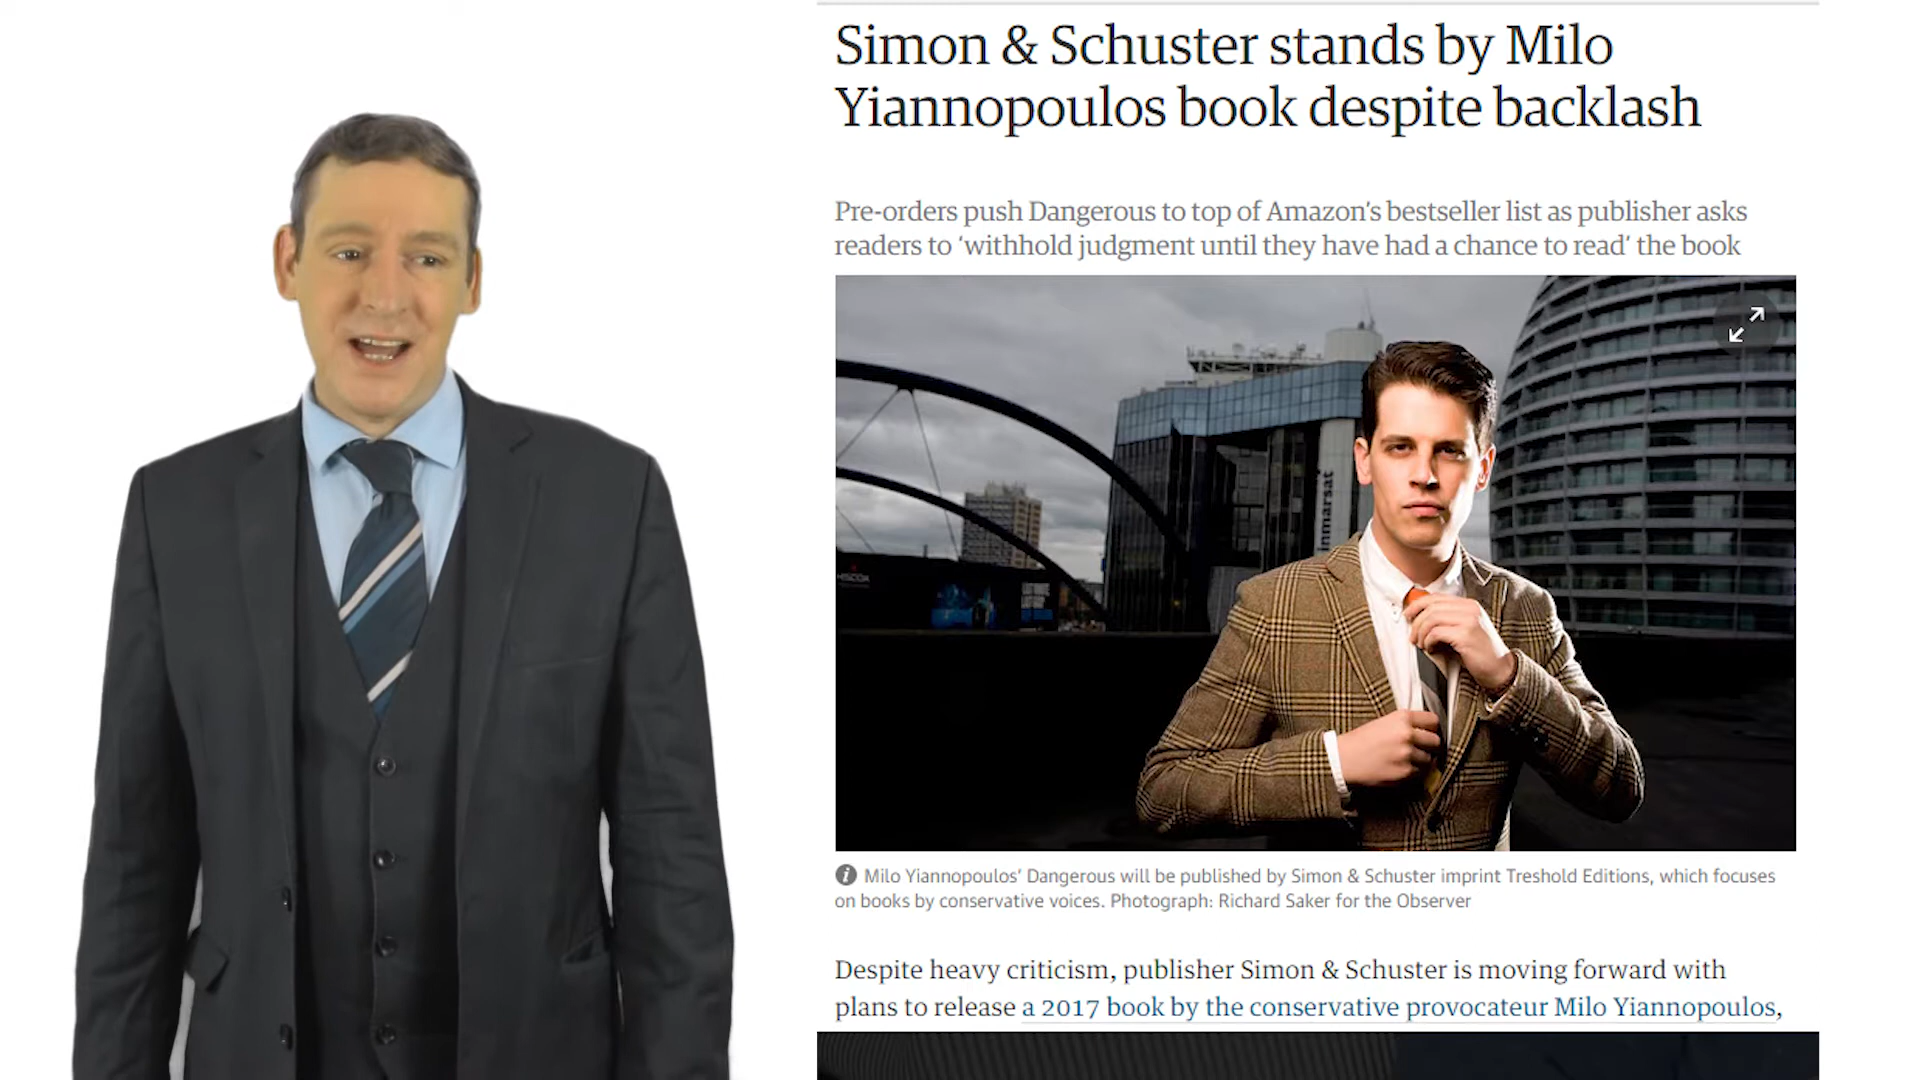 Simon & Schuster stands by Milo
Yiannopoulos book despite backlash
Pre-orders push Dangerous to top of Amazon's bestseller list as publisher asks
readers to 'withhold judgment until they have had a chance to read' the book
inmarsat
HISCOX
Milo Yiannopoulos' Dangerous will be published by Simon & Schuster imprint Treshold Editions, which focuses
on books by conservative voices. Photograph: Richard Saker for the Observer
Despite heavy criticism, publisher Simon & Schuster is moving forward with
plans to release a 2017 book by the conservative provocateur Milo Yiannopoulos,